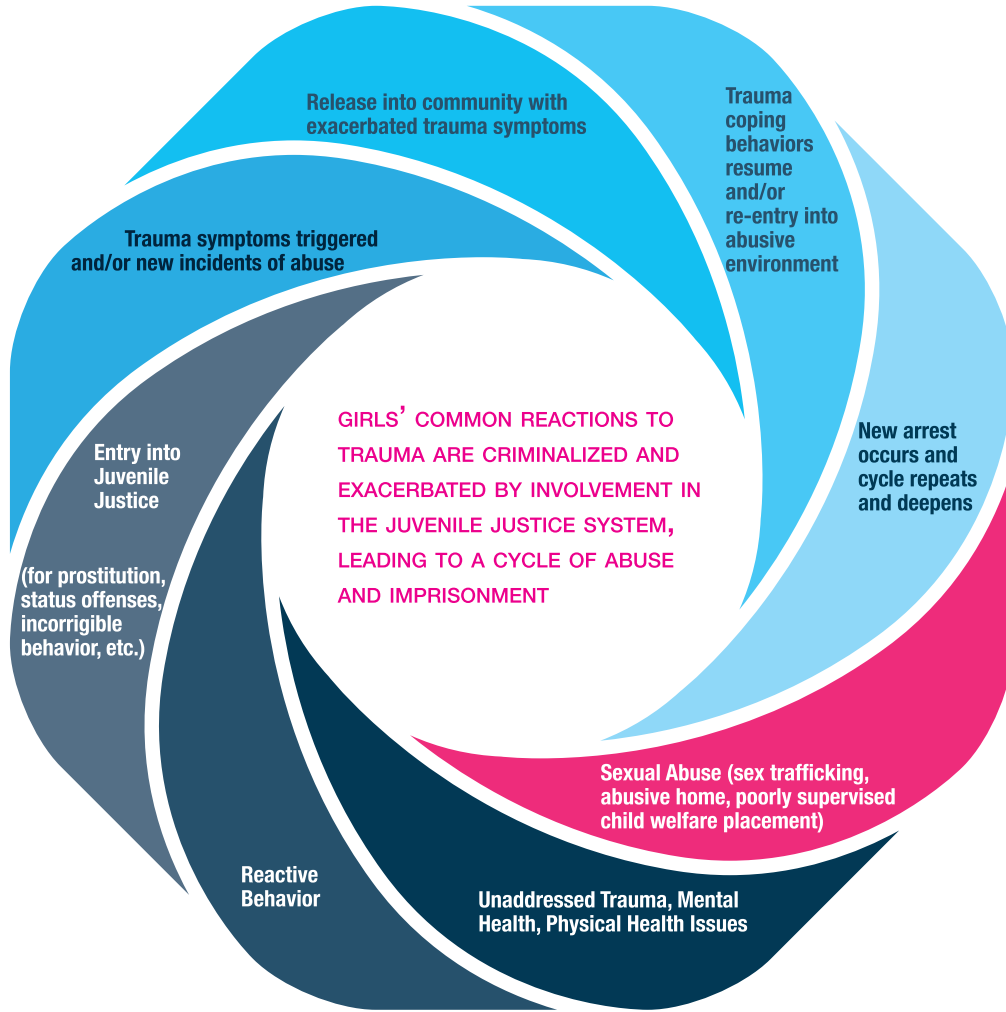 Release into community with
exacerbated trauma symptoms
Trauma
coping
behaviors
resume
and/or
re-entry into
abusive
environment
Trauma symptoms triggered
and/or new incidents of abuse
GIRLS’ COMMON REACTIONS TO
TRAUMA ARE CRIMINALIZED AND
EXACERBATED BY INVOLVEMENT IN
THE JUVENILE JUSTICE SYSTEM,
LEADING TO A CYCLE OF ABUSE
AND IMPRISONMENT
New arrest
occurs and
cycle repeats
and deepens
Entry into
Juvenile
Justice
(for prostitution,
status offenses,
incorrigible
behavior, etc.)
Sexual Abuse (sex trafficking,
abusive home, poorly supervised
child welfare placement)
Reactive
Behavior
Unaddressed Trauma, Mental
Health, Physical Health Issues